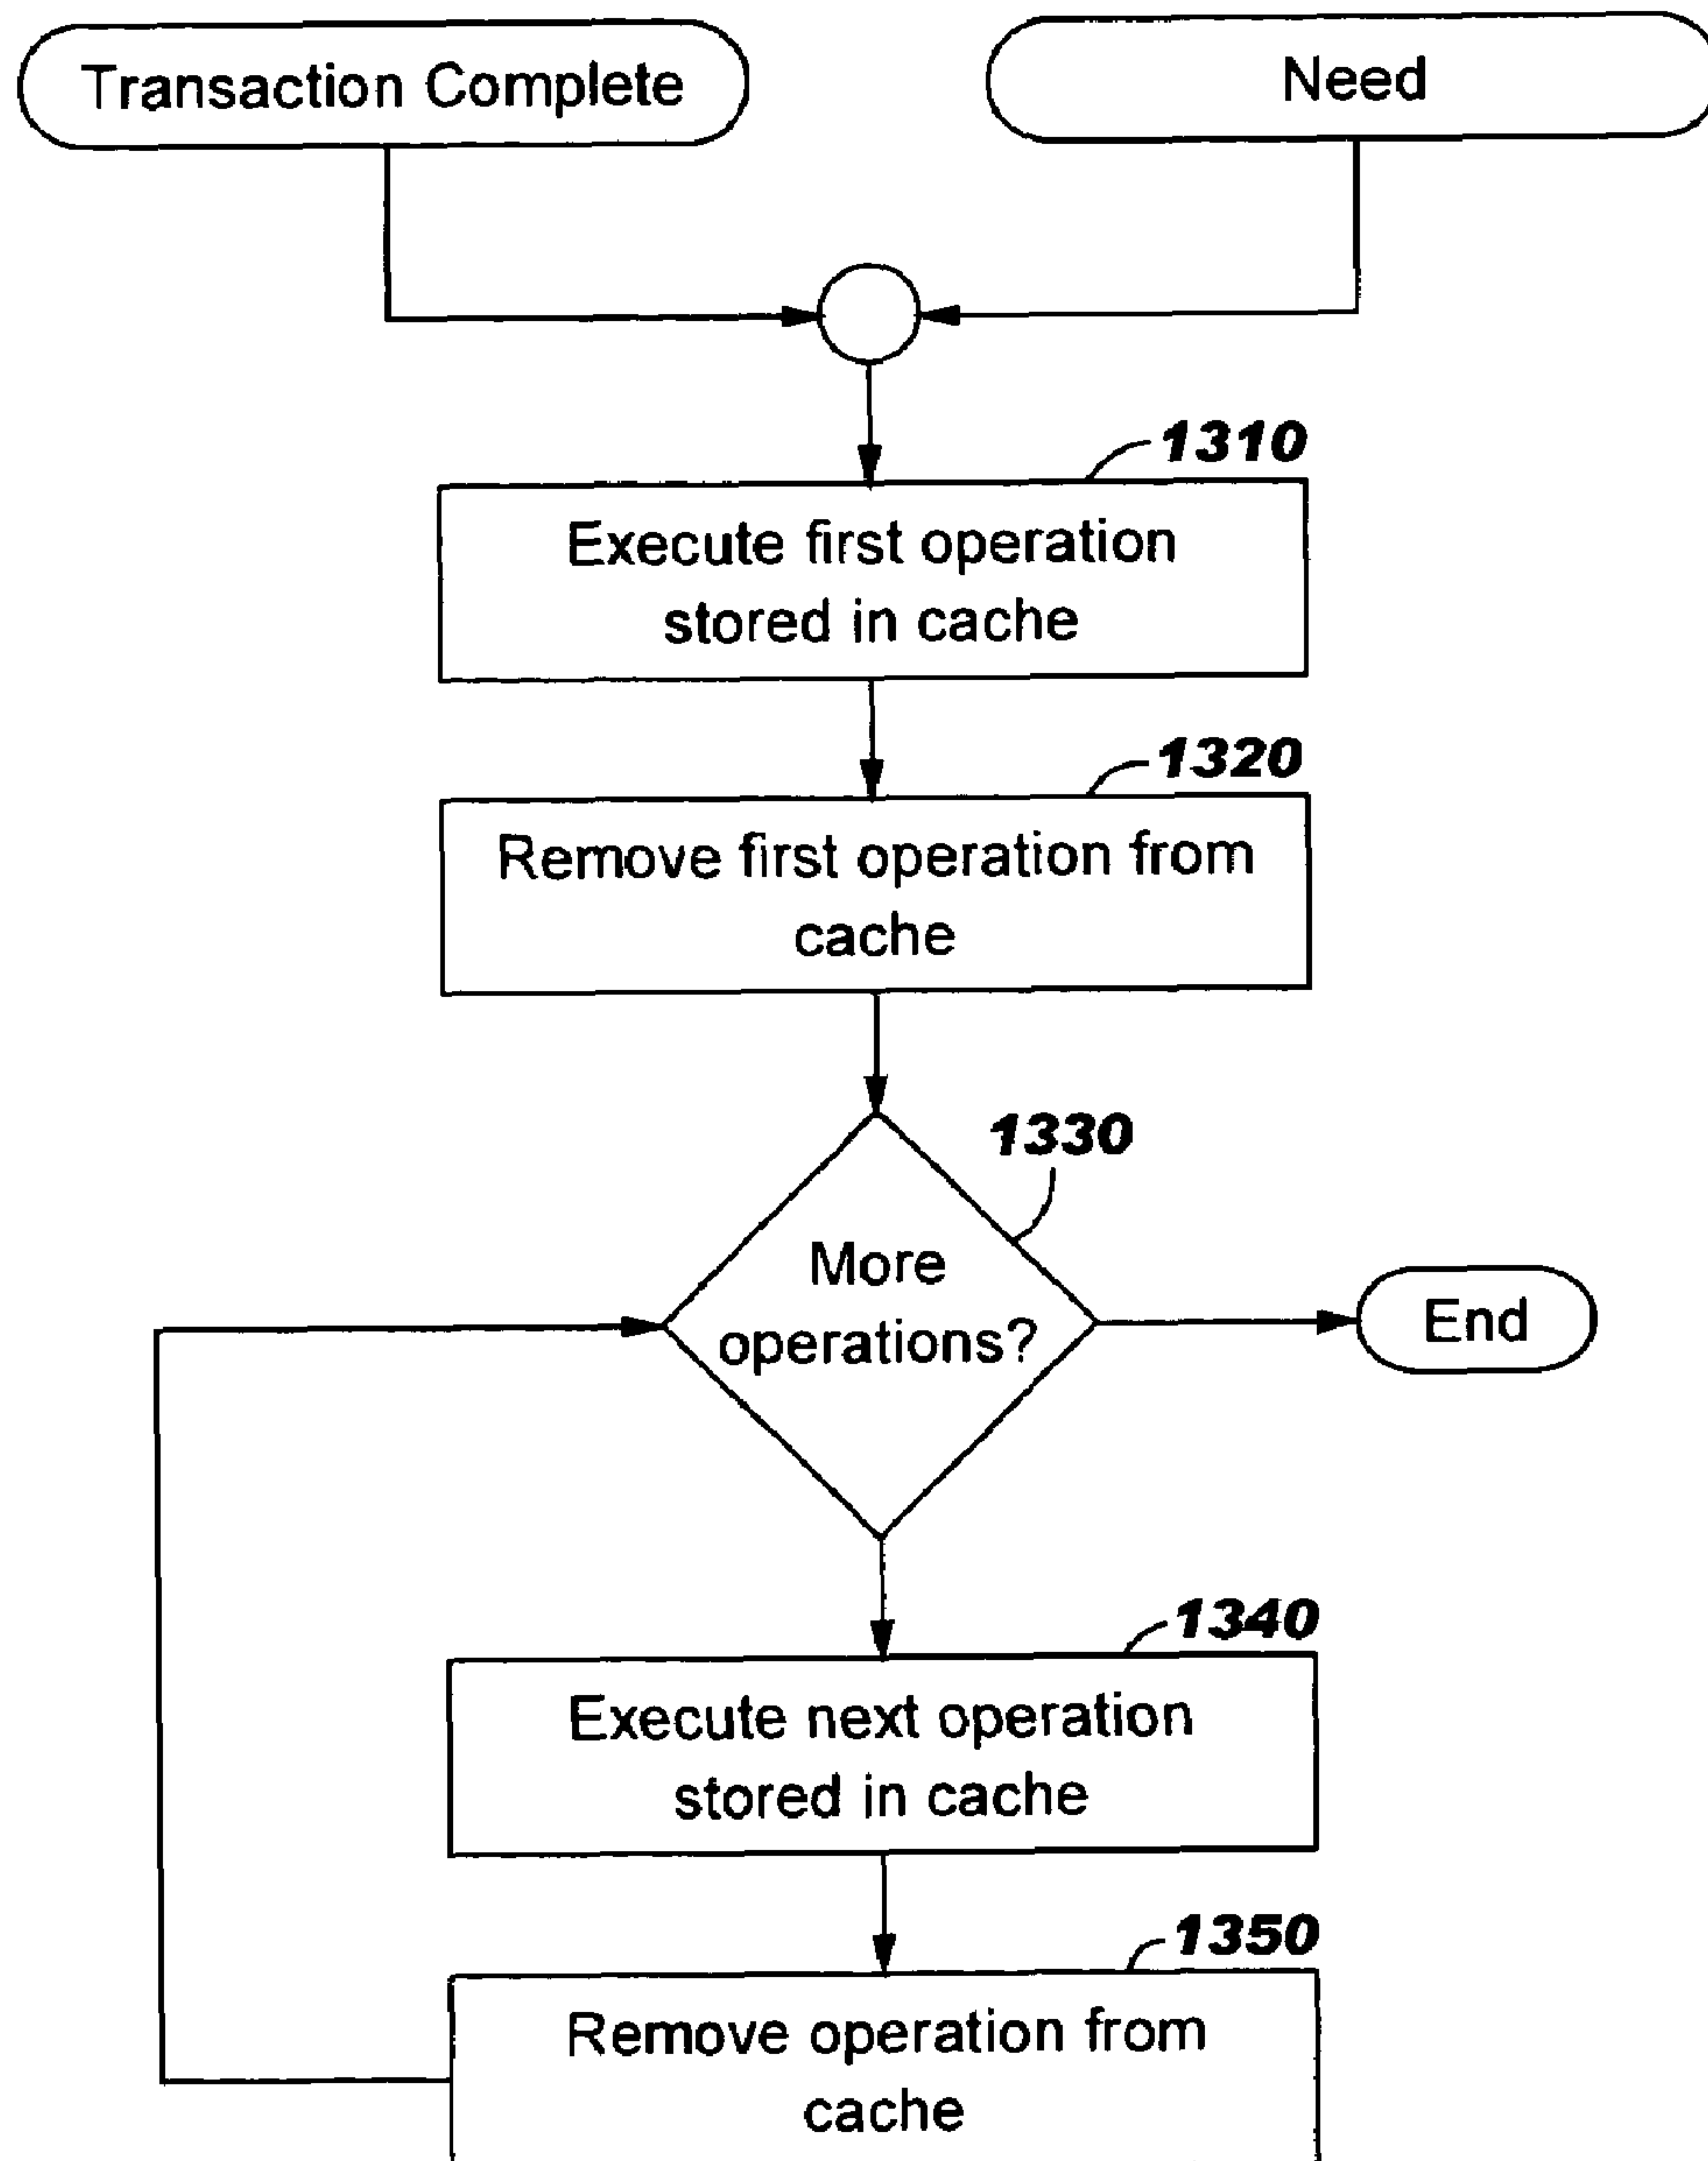 Transaction Complete
Need
1310
Execute first operation
stored in cache
1320
Remove first operation from
cache
1330
More
operations?
End
1340
Execute next operation
stored in cache
1350
Remove operation from
cache